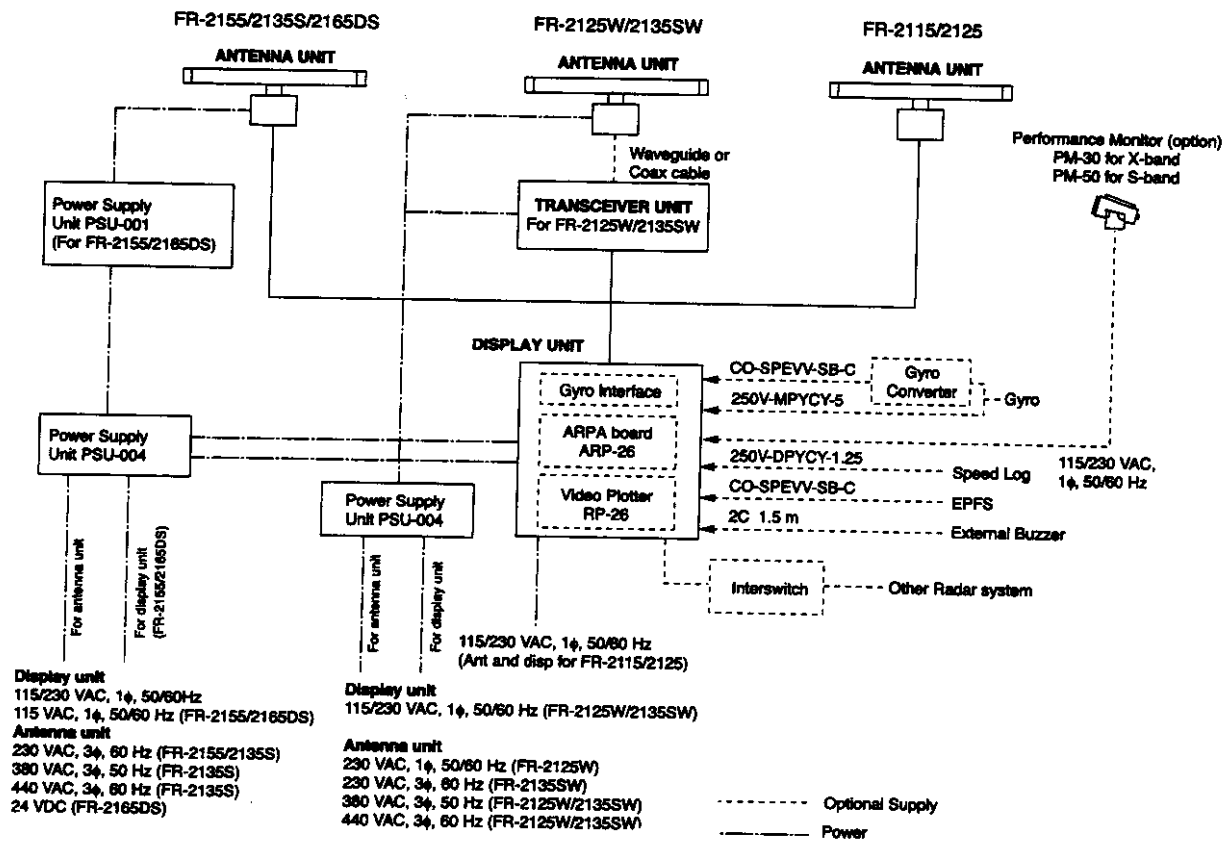 FR-2155/2135S/2165DS
ANTENNA UNIT
FR-2125W/2135SW
ANTENNA UNIT
FR-2115/2125
ANTENNA UNIT
Performance Monitor (option)
PM-30 for X-band
PM-50 for S-band
Waveguide or
Coax cable
Power Supply
Unit PSU-001
(For FR-2155/2165DS)
TRANSCEIVER UNIT
For FR-2125W/2135SW
DISPLAY UNIT
Gyro Interface
ARPA board
ARP-26
Video Plotter
RP-26
CO-SPEVV-SB-C
Gyro
Converter
250V-MPYCY-5
Gyro
250V-DPYCY-1.25
Speed Log
CO-SPEVV-SB-C
EPFS
2C 1.5 m
External Buzzer
115/230 VAC,
1ϕ, 50/60 Hz
Interswitch
Other Radar system
Power Supply
Unit PSU-004
Power Supply
Unit PSU-004
For antenna unit
For display unit
(FR-2155/2165DS)
For antenna unit
For display unit
115/230 VAC, 1ϕ, 50/60 Hz
(Ant and disp for FR-2115/2125)
Display unit
115/230 VAC, 1ϕ, 50/60Hz
115 VAC, 1ϕ, 50/60 Hz (FR-2155/2165DS)
Antenna unit
230 VAC, 3ϕ, 60 Hz (FR-2155/2135S)
380 VAC, 3ϕ, 50 Hz (FR-2135S)
440 VAC, 3ϕ, 60 Hz (FR-2135S)
24 VDC (FR-2165DS)
Display unit
115/230 VAC, 1ϕ, 50/60 Hz (FR-2125W/2135SW)
Antenna unit
230 VAC, 1ϕ, 50/60 Hz (FR-2125W)
230 VAC, 3ϕ, 60 Hz (FR-2135SW)
380 VAC, 3ϕ, 50 Hz (FR-2125W/2135SW)
440 VAC, 3ϕ, 60 Hz (FR-2125W/2135SW)
Optional Supply
Power